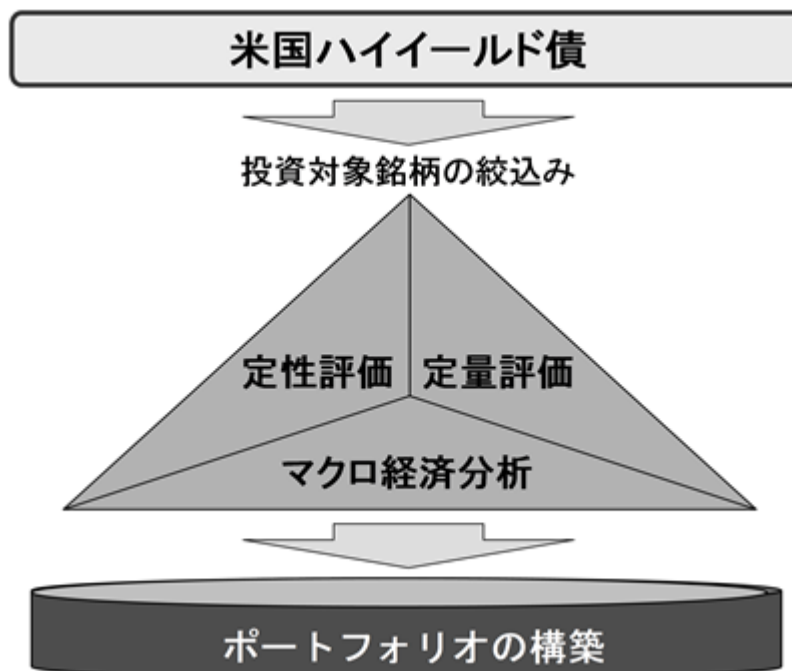 米国ハイイールド債
投資対象銘柄の絞込み
定性評価
定量評価
マクロ経済分析
ポートフォリオの構築